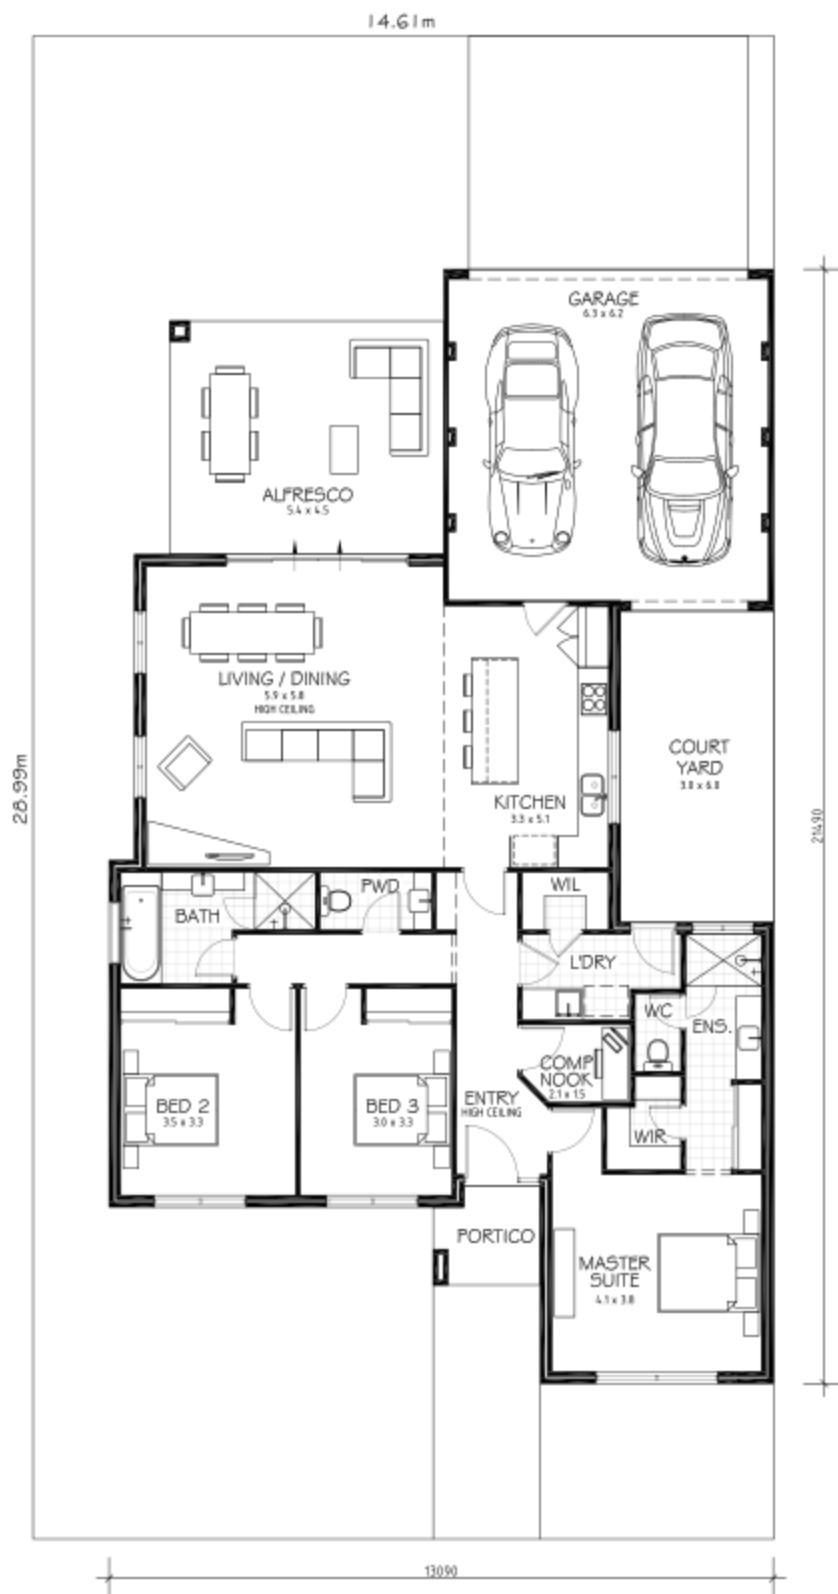 14.61m
GARAGE
6.3 x 6.2
ALFRESCO
5.4 x 4.5
LIVING / DINING
5.9 x 5.8
HIGH CEILING
COURT
YARD
3.0 x 6.0
KITCHEN
3.3 x 5.1
28.99m
21490
BATH
PWD
WIL
L'DRY
WC
ENS.
COMP
NOOK
2.1 x 1.5
BED 2
3.5 x 3.3
BED 3
3.0 x 3.3
ENTRY
HIGH CEILING
WIR
PORTICO
MASTER
SUITE
4.1 x 3.8
13090